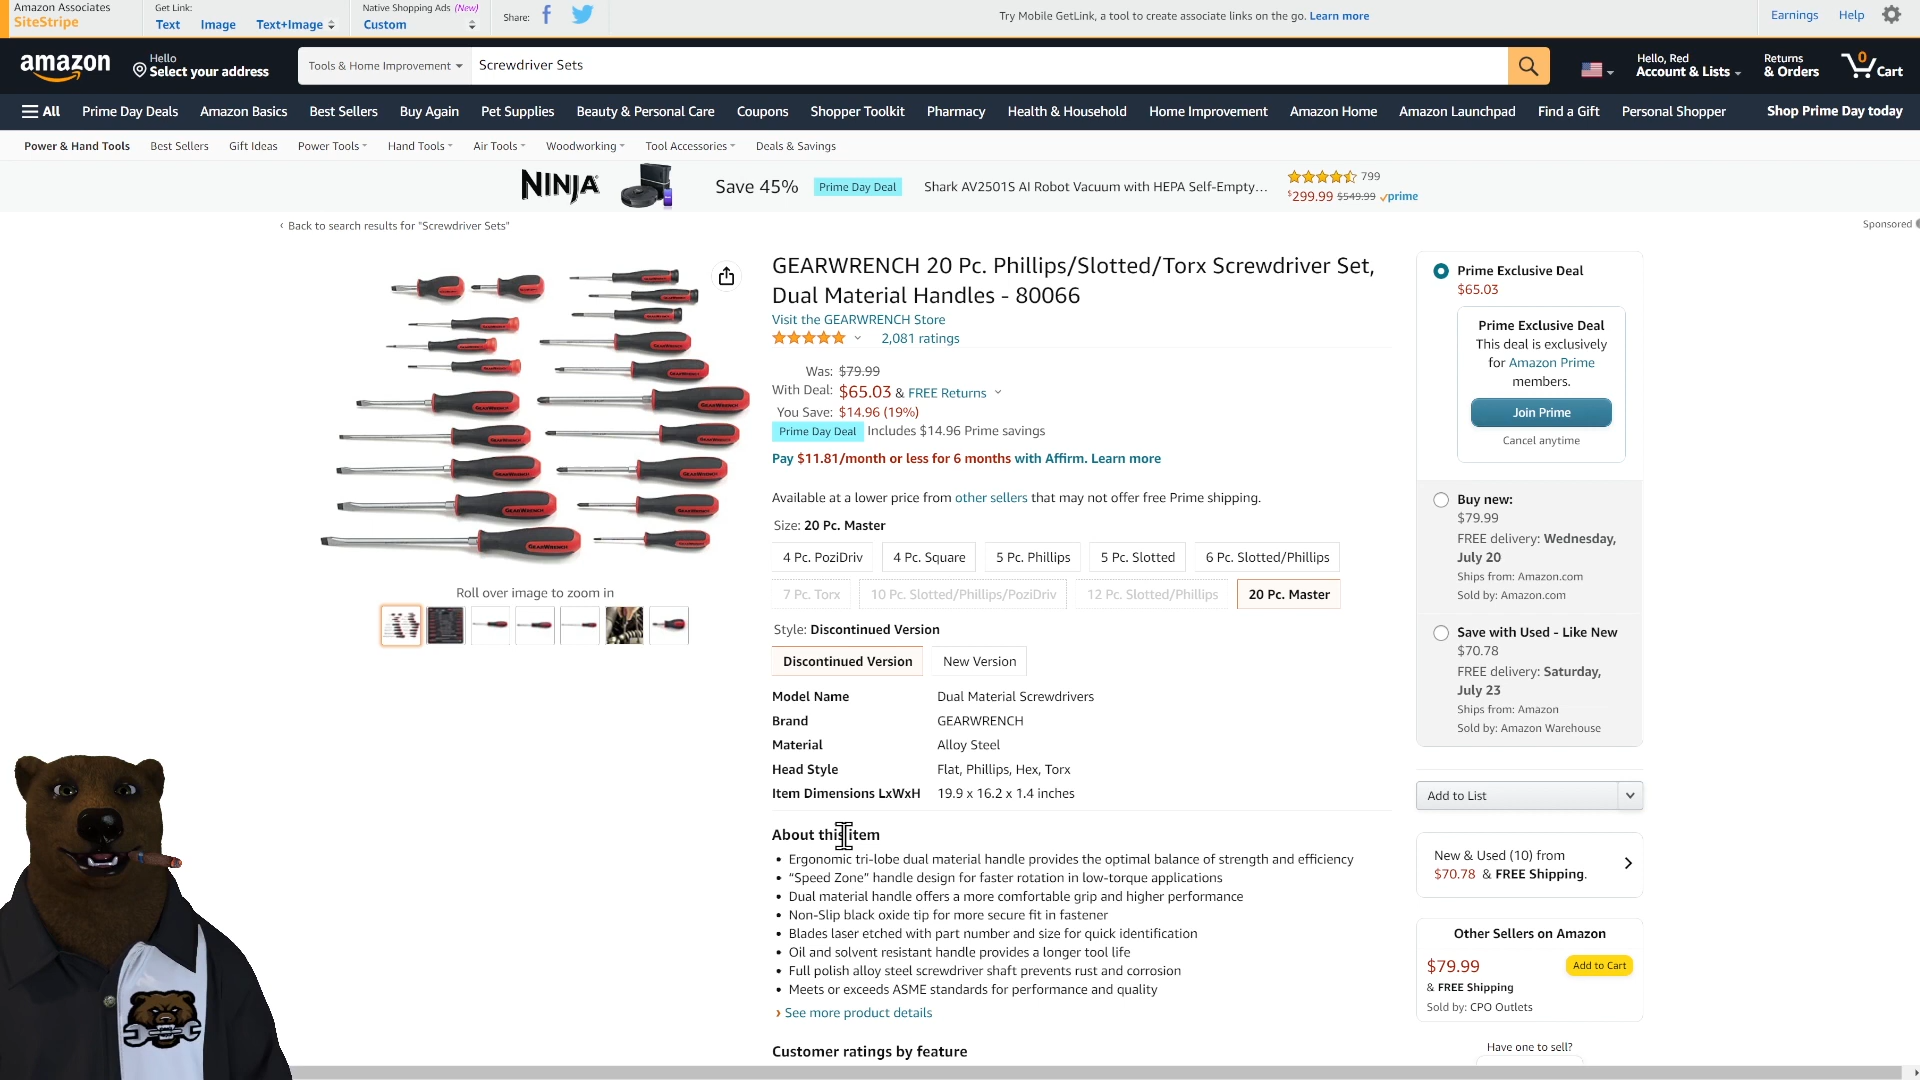 Amazon Associates
SiteStripe
Get Link:
Text Image Text+Image
Native Shopping Ads (New)
Custom
Share:
Try Mobile GetLink, a tool to create associate links on the go. Learn more
Earnings Help
amazon
Hello
Select your address
Tools & Home Improvement
Screwdriver Sets
Hello, Red
Account & Lists
Returns
& Orders
0
Cart
All Prime Day Deals Amazon Basics Best Sellers Buy Again Pet Supplies Beauty & Personal Care Coupons Shopper Toolkit Pharmacy Health & Household Home Improvement Amazon Home Amazon Launchpad Find a Gift Personal Shopper Shop Prime Day today
Power & Hand Tools Best Sellers Gift Ideas Power Tools Hand Tools Air Tools Woodworking Tool Accessories Deals & Savings
NINJA Save 45% Prime Day Deal Shark AV2501S AI Robot Vacuum with HEPA Self-Empty... 799
$299.99 $549.99 prime
‹ Back to search results for "Screwdriver Sets"
Sponsored
GEARWRENCH 20 Pc. Phillips/Slotted/Torx Screwdriver Set,
Dual Material Handles - 80066
Visit the GEARWRENCH Store
2,081 ratings
Was: $79.99
With Deal: $65.03 & FREE Returns
You Save: $14.96 (19%)
Prime Day Deal Includes $14.96 Prime savings
Pay $11.81/month or less for 6 months with Affirm. Learn more
Available at a lower price from other sellers that may not offer free Prime shipping.
Size: 20 Pc. Master
4 Pc. PoziDriv 4 Pc. Square 5 Pc. Phillips 5 Pc. Slotted 6 Pc. Slotted/Phillips
7 Pc. Torx 10 Pc. Slotted/Phillips/PoziDriv 12 Pc. Slotted/Phillips 20 Pc. Master
Style: Discontinued Version
Discontinued Version New Version
Model Name Dual Material Screwdrivers
Brand GEARWRENCH
Material Alloy Steel
Head Style Flat, Phillips, Hex, Torx
Item Dimensions LxWxH 19.9 x 16.2 x 1.4 inches
About this item
• Ergonomic tri-lobe dual material handle provides the optimal balance of strength and efficiency
• “Speed Zone” handle design for faster rotation in low-torque applications
• Dual material handle offers a more comfortable grip and higher performance
• Non-Slip black oxide tip for more secure fit in fastener
• Blades laser etched with part number and size for quick identification
• Oil and solvent resistant handle provides a longer tool life
• Full polish alloy steel screwdriver shaft prevents rust and corrosion
• Meets or exceeds ASME standards for performance and quality
› See more product details
Customer ratings by feature
GEARWRENCH
GEARWRENCH
GEARWRENCH
GEARWRENCH
Roll over image to zoom in
Prime Exclusive Deal
$65.03
Prime Exclusive Deal
This deal is exclusively
for Amazon Prime
members.
Join Prime
Cancel anytime
Buy new:
$79.99
FREE delivery: Wednesday,
July 20
Ships from: Amazon.com
Sold by: Amazon.com
Save with Used - Like New
$70.78
FREE delivery: Saturday,
July 23
Ships from: Amazon
Sold by: Amazon Warehouse
Add to List
New & Used (10) from
$70.78 & FREE Shipping.
Other Sellers on Amazon
$79.99 Add to Cart
& FREE Shipping
Sold by: CPO Outlets
Have one to sell?